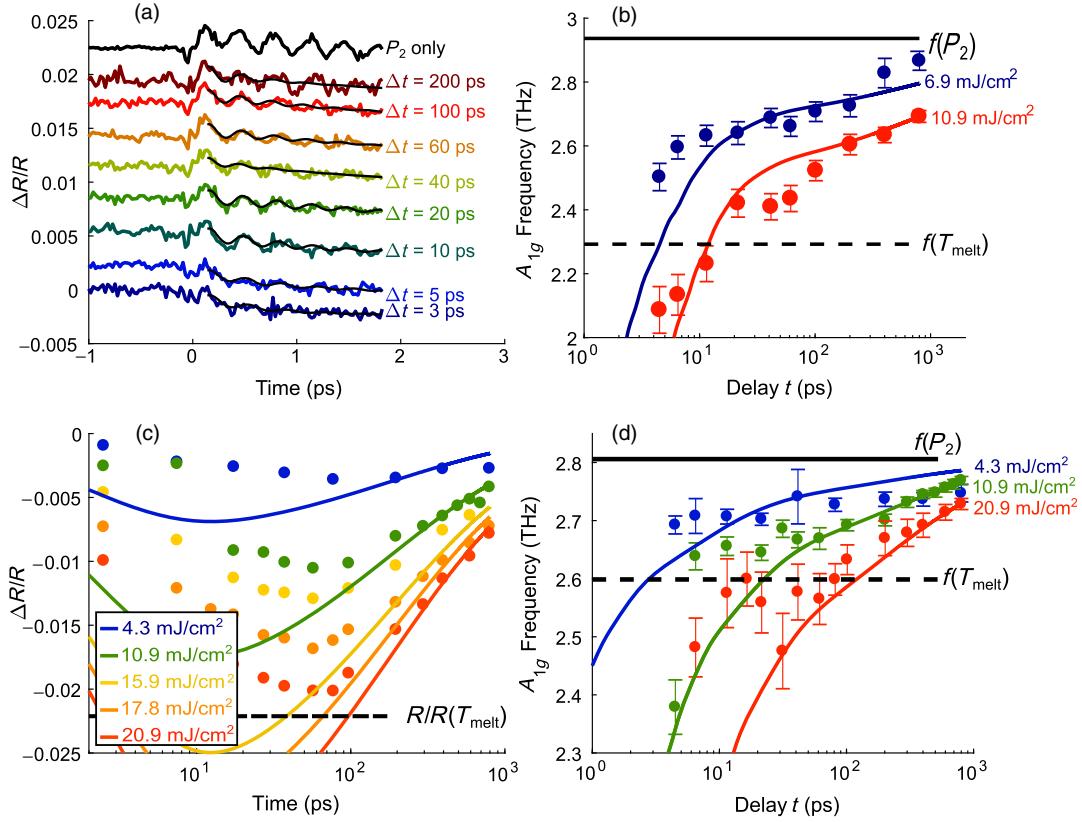 (a)
0.025
0.02
0.015
0.01
0.005
0
−0.005
ΔR/R
P2 only
Δt = 200 ps
Δt = 100 ps
Δt = 60 ps
Δt = 40 ps
Δt = 20 ps
Δt = 10 ps
Δt = 5 ps
Δt = 3 ps
−1 0 1 2 3
Time (ps)
(b)
3
2.8
2.6
2.4
2.2
2
A1g Frequency (THz)
f(P2)
6.9 mJ/cm2
10.9 mJ/cm2
f(Tmelt)
10^0 10^1 10^2 10^3
Delay t (ps)
(c)
0
−0.005
−0.01
−0.015
−0.02
−0.025
ΔR/R
4.3 mJ/cm2
10.9 mJ/cm2
15.9 mJ/cm2
17.8 mJ/cm2
20.9 mJ/cm2
R/R(Tmelt)
10^1 10^2 10^3
Time (ps)
(d)
2.8
2.7
2.6
2.5
2.4
2.3
A1g Frequency (THz)
f(P2)
4.3 mJ/cm2
10.9 mJ/cm2
20.9 mJ/cm2
f(Tmelt)
10^0 10^1 10^2 10^3
Delay t (ps)